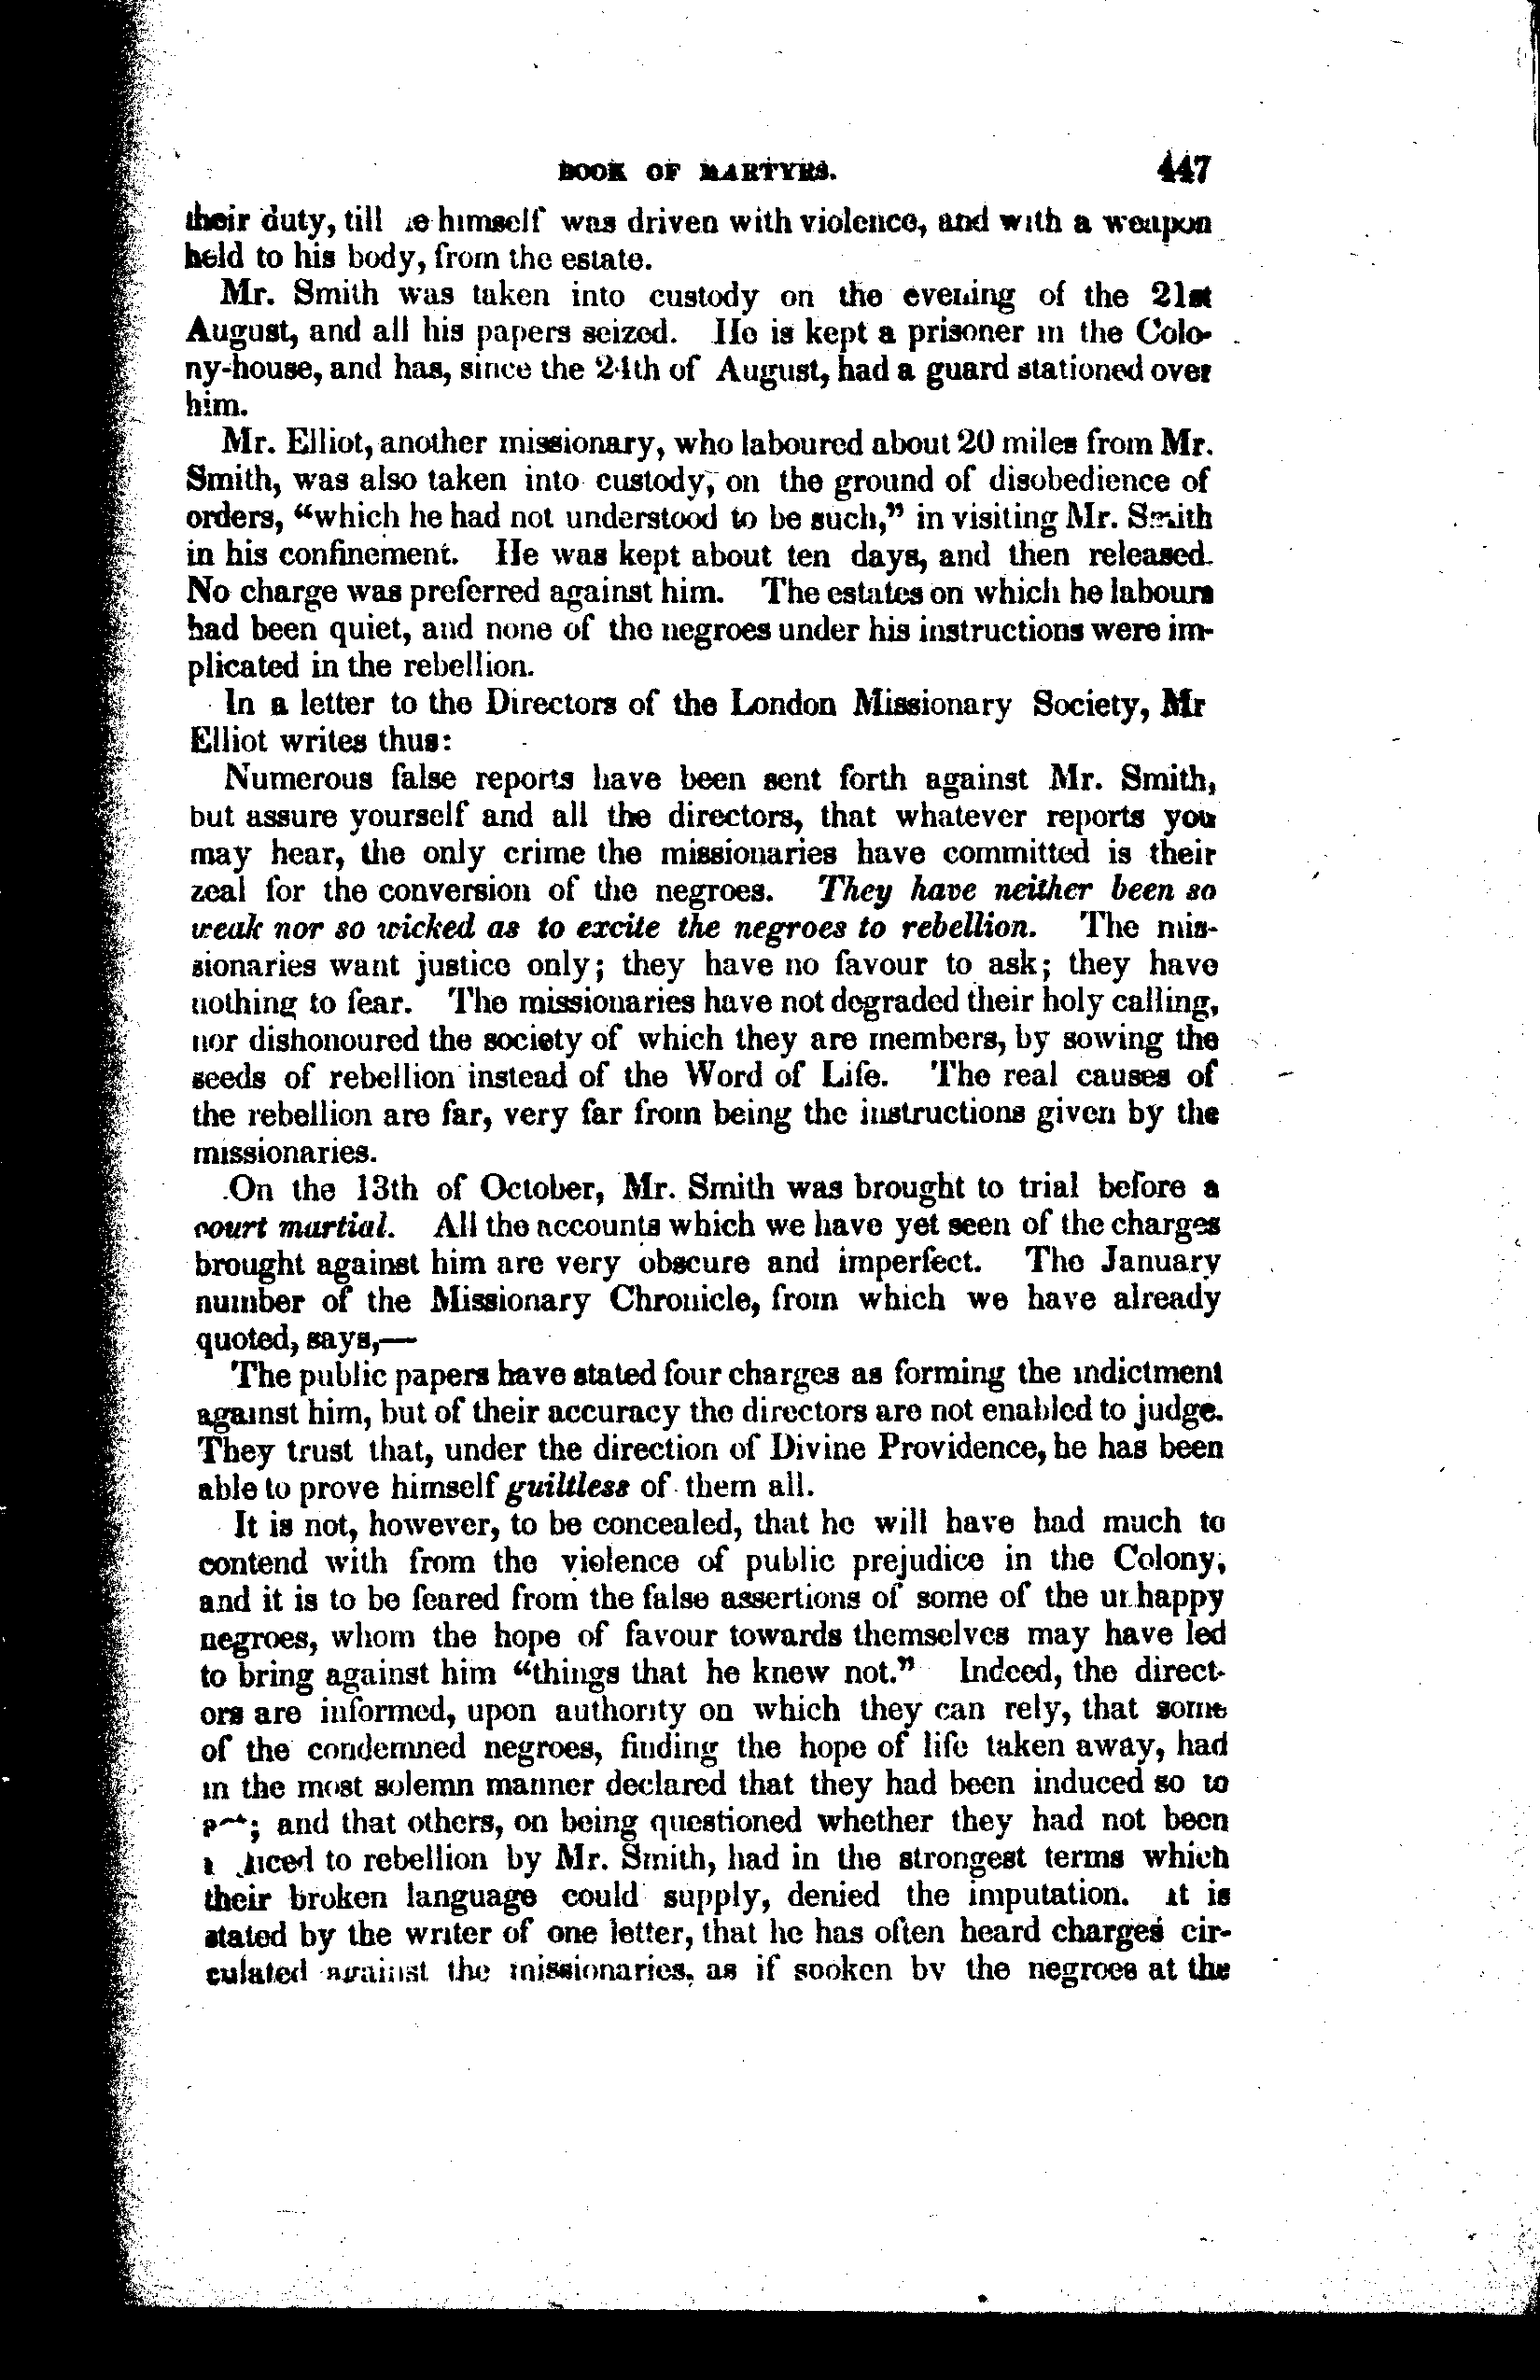 BOOK OF MARTYRS. 447
their duty, till himself was driven with violence, and with a weapon
held to his body, from the estate.
Mr. Smith was taken into custody on the evening of the 21st
August, and all his papers seized. He is kept a prisoner in the Colo-
ny-house, and has, since the 24th of August, had a guard stationed over
him.
Mr. Elliot, another missionary, who laboured about 20 miles from Mr.
Smith, was also taken into custody, on the ground of disobedience of
orders, “which he had not understood to be such,” in visiting Mr. Smith
in his confinement. He was kept about ten days, and then released.
No charge was preferred against him. The estates on which he labours
had been quiet, and none of the negroes under his instructions were im-
plicated in the rebellion.
In a letter to the Directors of the London Missionary Society, Mr
Elliot writes thus:
Numerous false reports have been sent forth against Mr. Smith,
but assure yourself and all the directors, that whatever reports you
may hear, the only crime the missionaries have committed is their
zeal for the conversion of the negroes. They have neither been so
weak nor so wicked as to excite the negroes to rebellion. The mis-
sionaries want justice only; they have no favour to ask; they have
nothing to fear. The missionaries have not degraded their holy calling,
nor dishonoured the society of which they are members, by sowing the
seeds of rebellion instead of the Word of Life. The real causes of
the rebellion are far, very far from being the instructions given by the
missionaries.
On the 13th of October, Mr. Smith was brought to trial before a
court martial. All the accounts which we have yet seen of the charges
brought against him are very obscure and imperfect. The January
number of the Missionary Chronicle, from which we have already
quoted, says,—
The public papers have stated four charges as forming the indictment
against him, but of their accuracy the directors are not enabled to judge.
They trust that, under the direction of Divine Providence, he has been
able to prove himself guiltless of them all.
It is not, however, to be concealed, that he will have had much to
contend with from the violence of public prejudice in the Colony,
and it is to be feared from the false assertions of some of the unhappy
negroes, whom the hope of favour towards themselves may have led
to bring against him “things that he knew not.” Indeed, the direct-
ors are informed, upon authority on which they can rely, that some
of the condemned negroes, finding the hope of life taken away, had
in the most solemn manner declared that they had been induced so to
and that others, on being questioned whether they had not been
to rebellion by Mr. Smith, had in the strongest terms which
their broken language could supply, denied the imputation. It is
stated by the writer of one letter, that he has often heard charges cir-
culated against the missionaries, as if spoken by the negroes at the